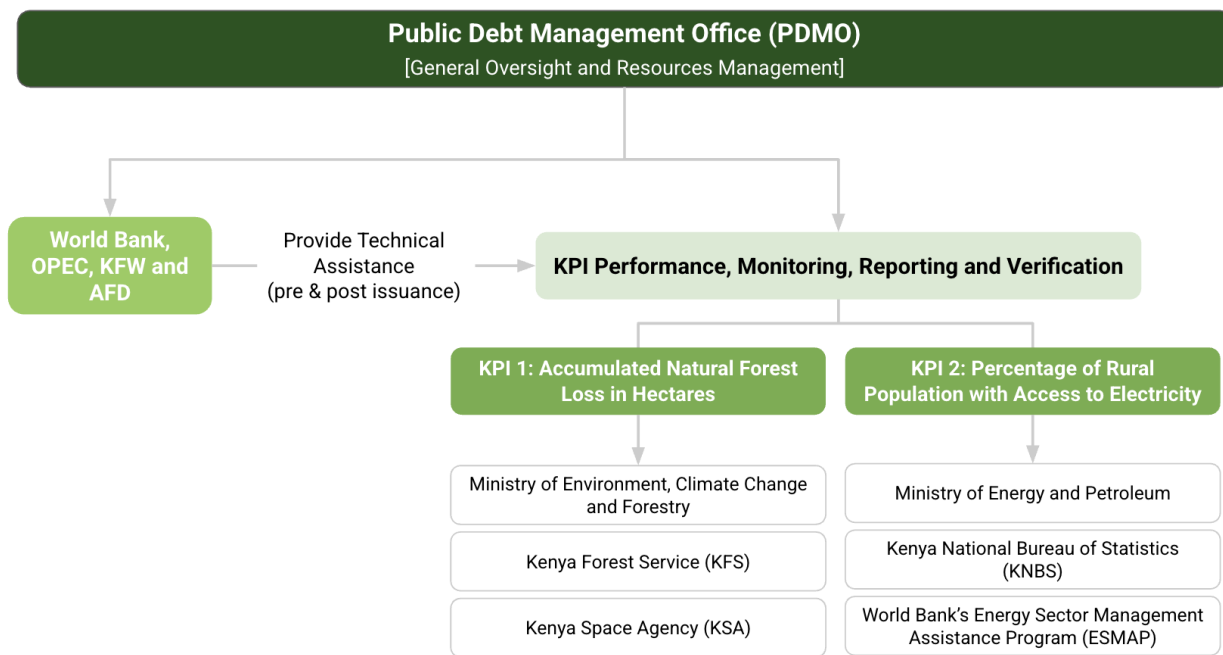 Public Debt Management Office (PDMO)
[General Oversight and Resources Management]
World Bank,
OPEC, KFW and
AFD
Provide Technical
Assistance
(pre & post issuance)
KPI Performance, Monitoring, Reporting and Verification
KPI 1: Accumulated Natural Forest
Loss in Hectares
KPI 2: Percentage of Rural
Population with Access to Electricity
Ministry of Environment, Climate Change
and Forestry
Ministry of Energy and Petroleum
Kenya Forest Service (KFS)
Kenya National Bureau of Statistics
(KNBS)
Kenya Space Agency (KSA)
World Bank’s Energy Sector Management
Assistance Program (ESMAP)